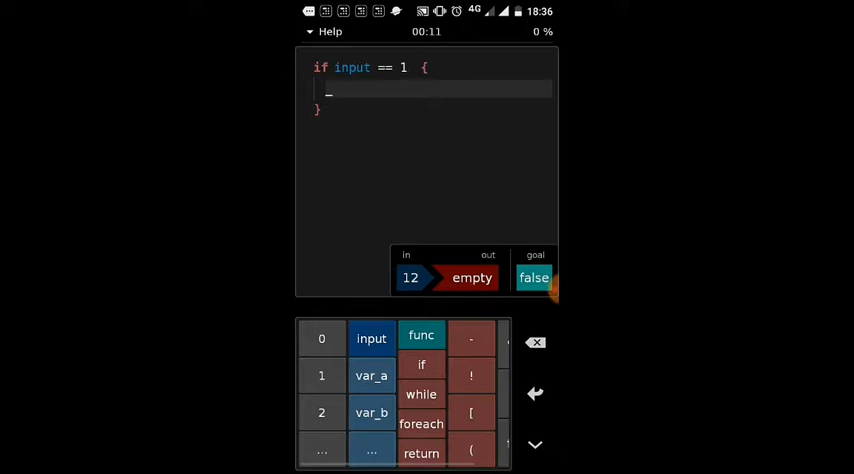 4G 18:36
Help 00:11 0 %
if input == 1 {
_
}
in out goal
12 empty false
0 input func -
1 var_a if !
while
2 var_b foreach [
... ... return (